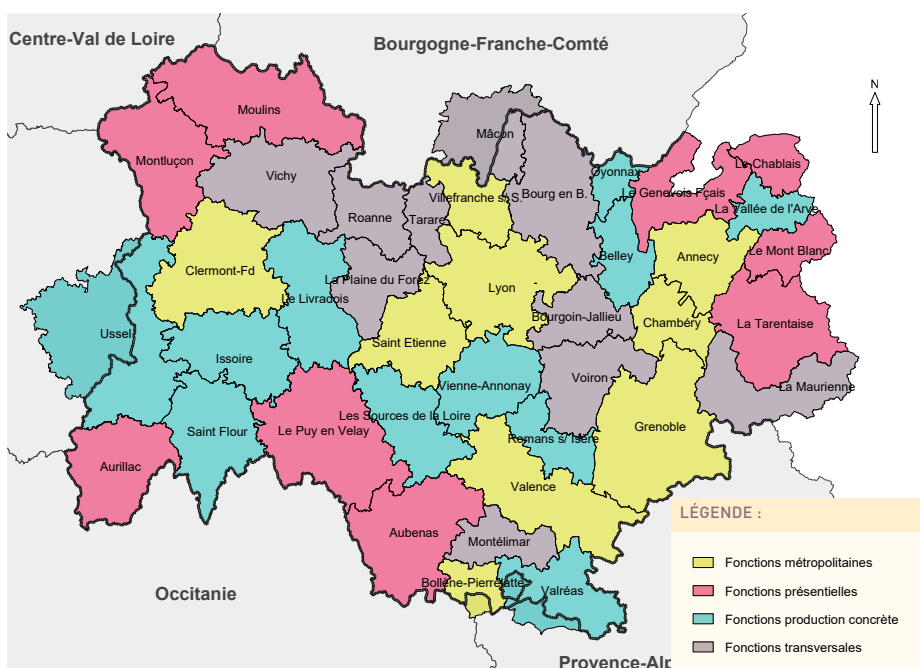 Centre-Val de Loire
Bourgogne-Franche-Comté
N
Moulins
Mâcon
Montluçon
Vichy
Oyonnax
Le Chablais
Le Genevois Fçais
Villefranche s/ S.
Bourg en B.
La Vallée de l'Arve
Roanne
Tarare
Le Mont Blanc
Belley
Annecy
Clermont-Fd
La Plaine du Forez
Lyon
Le Livradois
Bourgoin-Jallieu
Chambéry
La Tarentaise
Ussel
Saint Etienne
Issoire
Voiron
Vienne-Annonay
La Maurienne
Les Sources de la Loire
Grenoble
Saint Flour
Le Puy en Velay
Romans s/ Isère
Aurillac
Valence
LÉGENDE :
Aubenas
Montélimar
Fonctions métropolitaines
Bollène-Pierrelatte
Valréas
Fonctions présentielles
Occitanie
Fonctions production concrète
Fonctions transversales
Provence-Alp